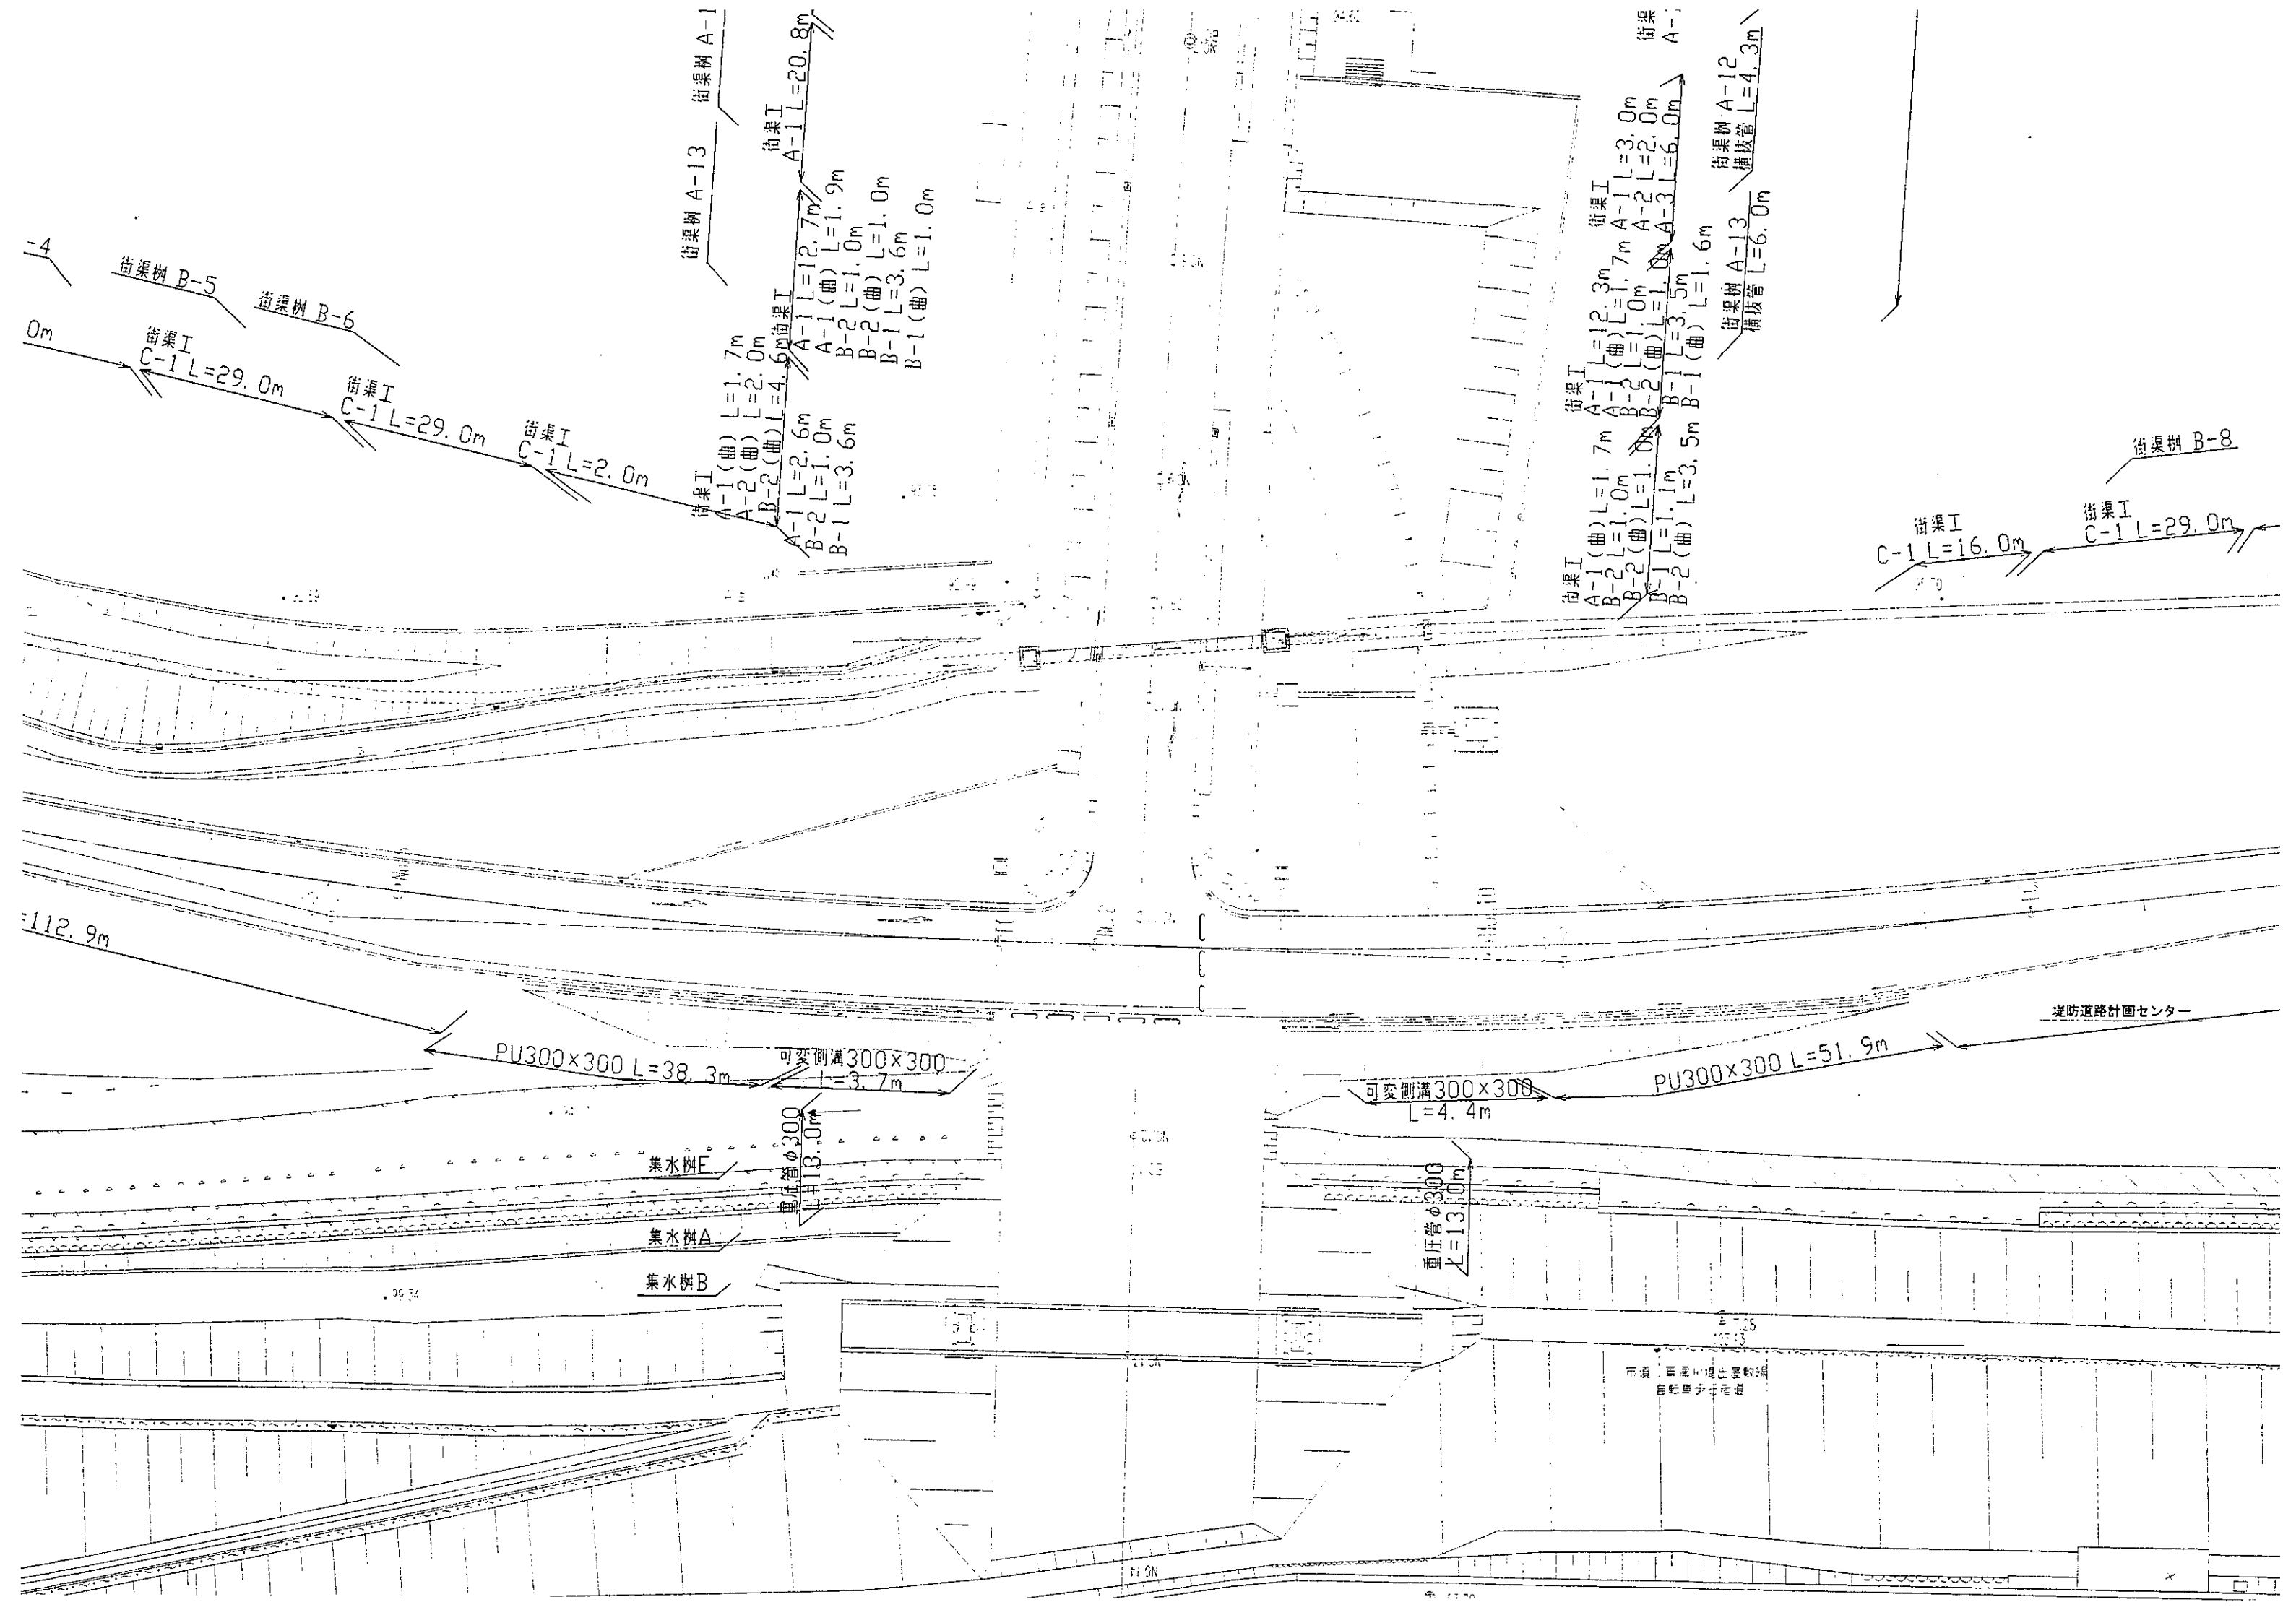 街渠桝 A-1
街渠工
A-1 L=20.8m
街渠桝 A-13
街渠
A-1
街渠桝 A-12
横抜管 L=4.3m
街渠工
A-1 L=3.0m
A-2 L=2.0m
A-3 L=6.0m
街渠桝 A-13
横抜管 L=6.0m
-4
街渠桝 B-5
街渠桝 B-6
0m
街渠工
C-1 L=29.0m
街渠工
C-1 L=29.0m
街渠工
C-1 L=2.0m
街渠工
A-1 L=12.7m
A-1(曲) L=1.9m
B-2 L=1.0m
B-2(曲) L=1.0m
B-1 L=3.6m
B-1(曲) L=1.0m
街渠工
A-1(曲) L=1.7m
A-2(曲) L=2.0m
B-2(曲) L=4.6m
A-1 L=2.6m
B-2 L=1.0m
B-1 L=3.6m
街渠工
A-1 L=12.3m
A-1(曲) L=1.7m
B-2 L=1.0m
B-2(曲) L=1.0m
B-1 L=3.5m
B-1(曲) L=1.6m
街渠工
A-1(曲) L=1.7m
B-2 L=1.0m
B-2(曲) L=1.0m
B-1 L=1.1m
B-2(曲) L=3.5m
街渠桝 B-8
街渠工
C-1 L=16.0m
街渠工
C-1 L=29.0m
=112.9m
堤防道路計画センター
PU300×300 L=38.3m
可変側溝300×300
L=3.7m
可変側溝300×300
L=4.4m
PU300×300 L=51.9m
重圧管φ300
L=13.0m
重圧管φ300
L=13.0m
集水桝E
集水桝A
集水桝B